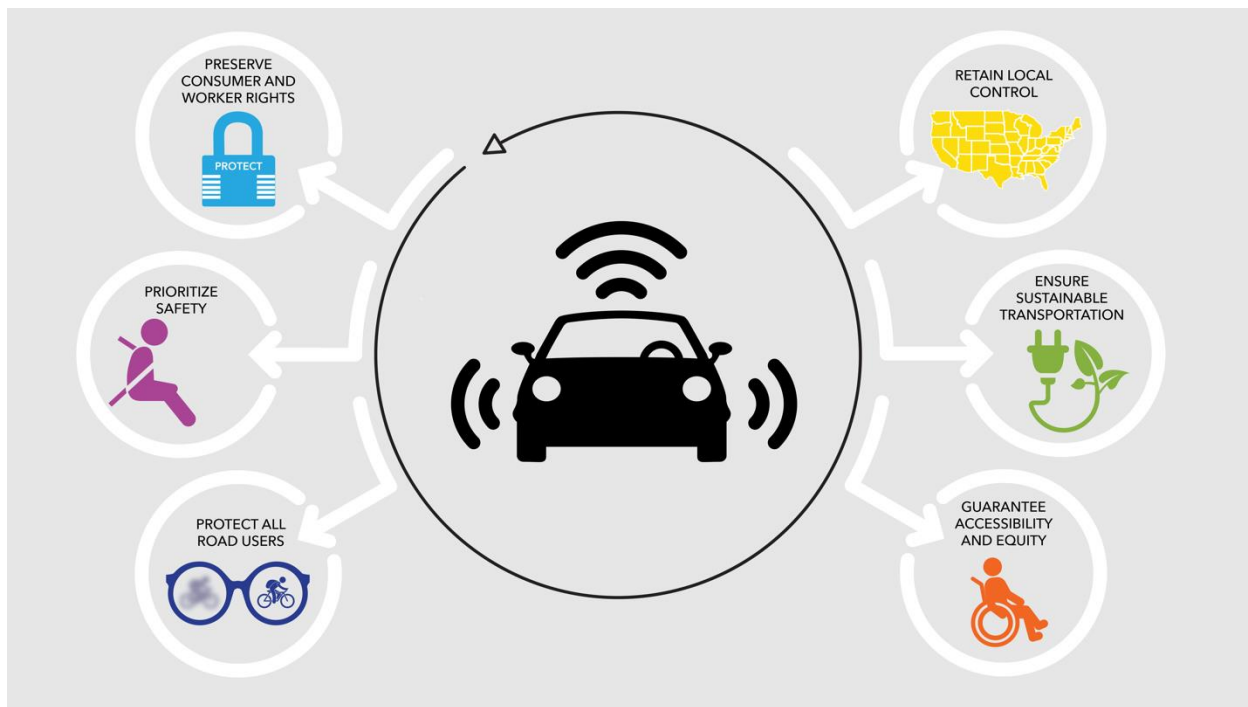 PRESERVE
CONSUMER AND
WORKER RIGHTS
PROTECT
PRIORITIZE
SAFETY
PROTECT ALL
ROAD USERS
RETAIN LOCAL
CONTROL
ENSURE
SUSTAINABLE
TRANSPORTATION
GUARANTEE
ACCESSIBILITY
AND EQUITY